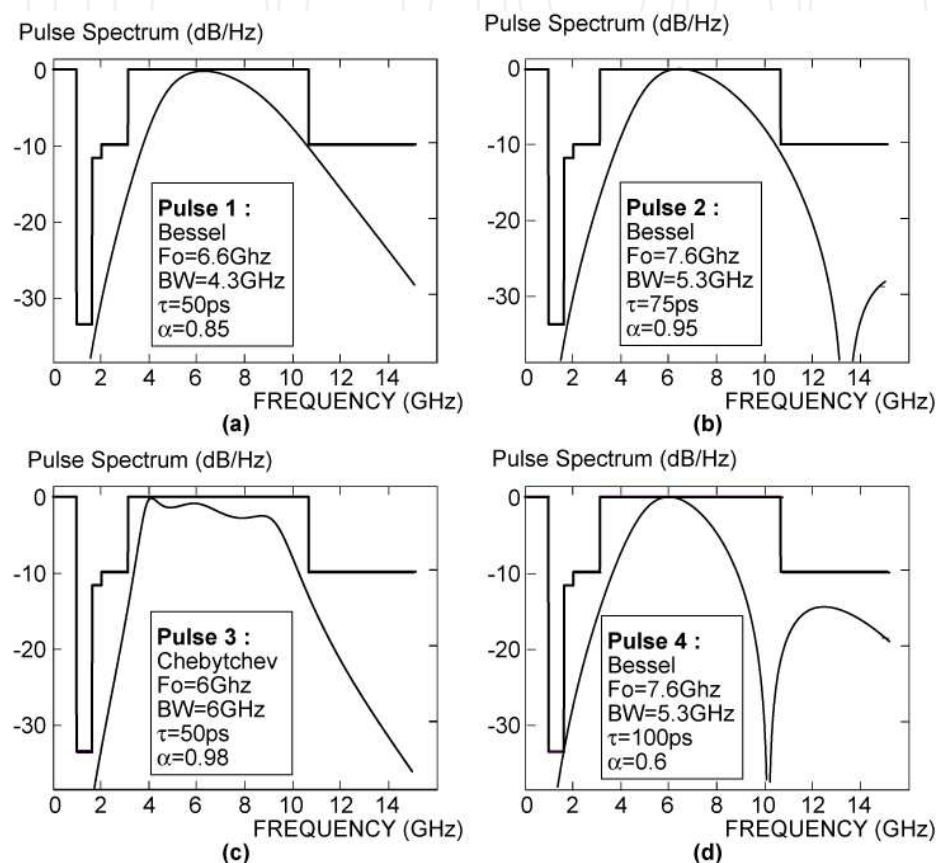 Pulse Spectrum (dB/Hz)
0
-10
-20
-30
Pulse 1 :
Bessel
Fo=6.6Ghz
BW=4.3GHz
τ=50ps
α=0.85
0 2 4 6 8 10 12 14
FREQUENCY (GHz)
(a)
Pulse Spectrum (dB/Hz)
0
-10
-20
-30
Pulse 2 :
Bessel
Fo=7.6Ghz
BW=5.3GHz
τ=75ps
α=0.95
0 2 4 6 8 10 12 14
FREQUENCY (GHz)
(b)
Pulse Spectrum (dB/Hz)
0
-10
-20
-30
Pulse 3 :
Chebytchev
Fo=6Ghz
BW=6GHz
τ=50ps
α=0.98
0 2 4 6 8 10 12 14
FREQUENCY (GHz)
(c)
Pulse Spectrum (dB/Hz)
0
-10
-20
-30
Pulse 4 :
Bessel
Fo=7.6Ghz
BW=5.3GHz
τ=100ps
α=0.6
0 2 4 6 8 10 12 14
FREQUENCY (GHz)
(d)